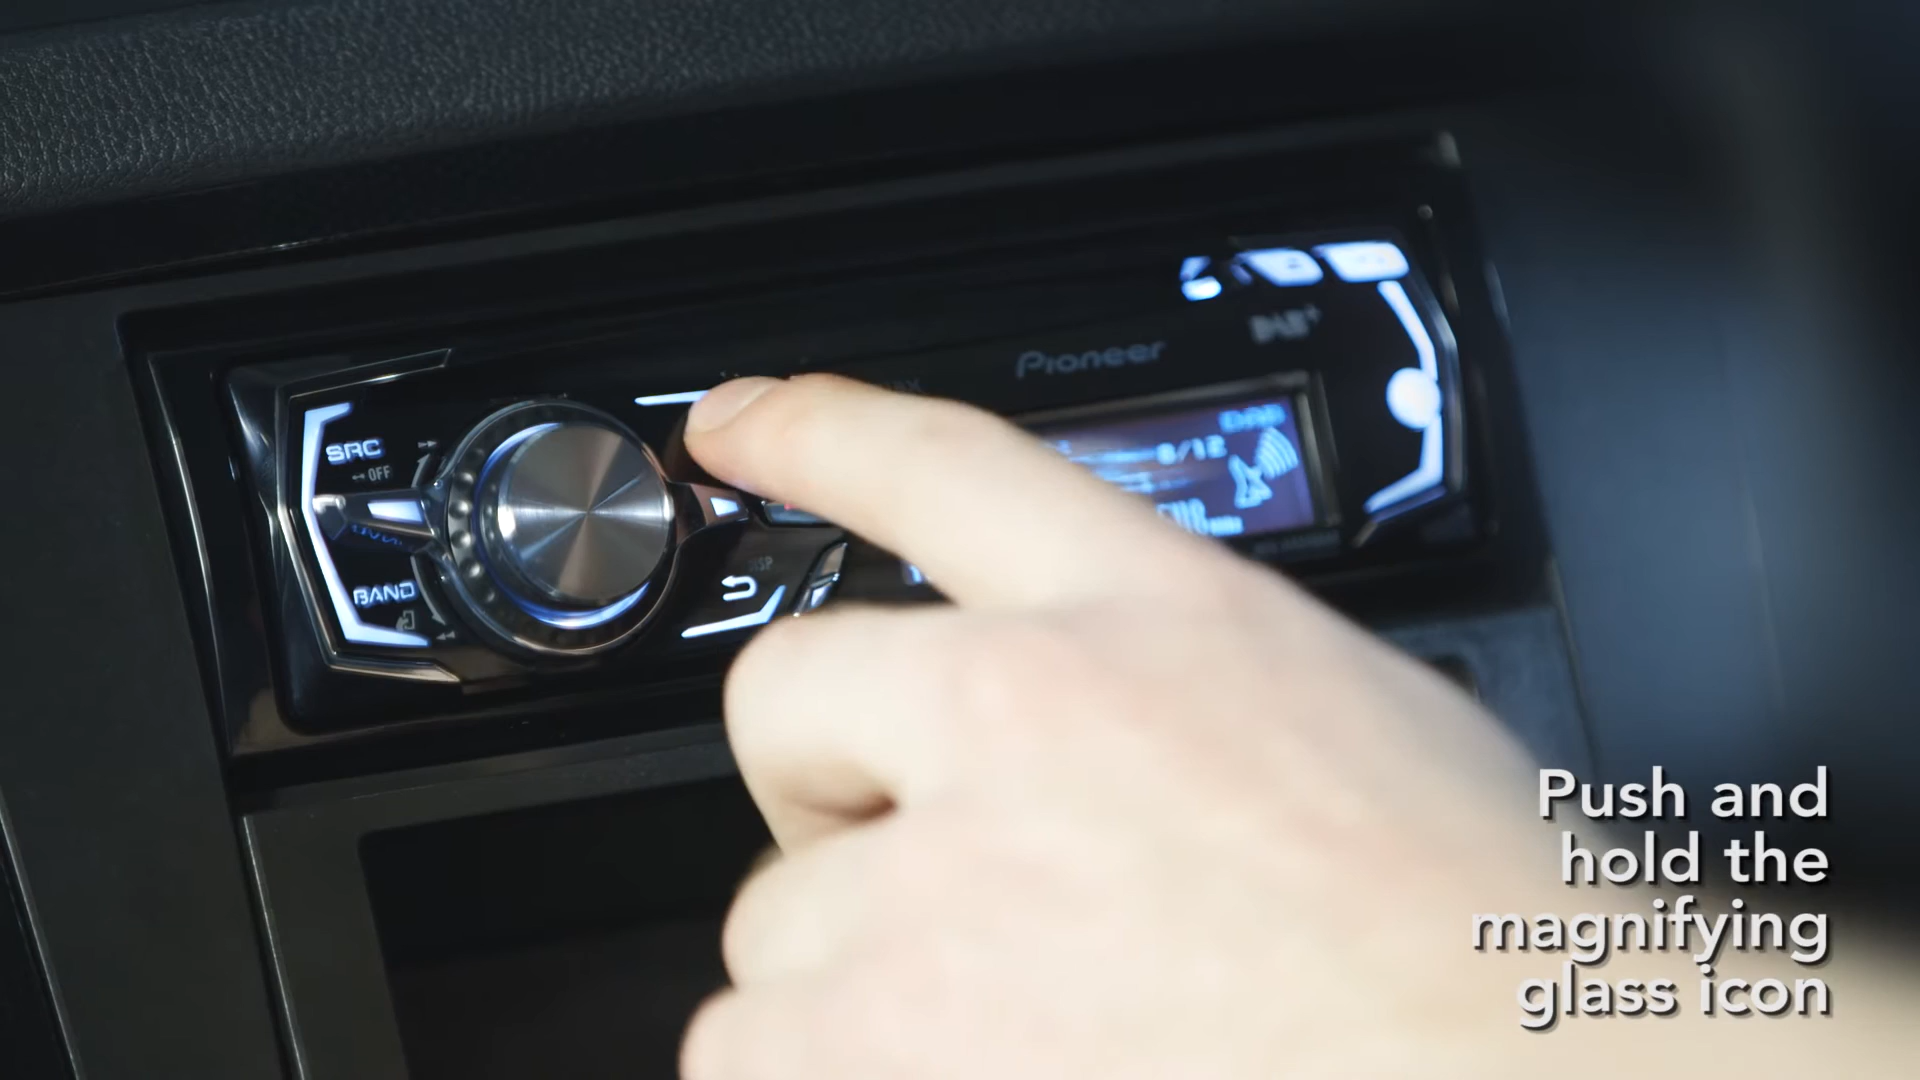 Pioneer
DAB+
SRC
OFF
8/12
BAND
Push and
hold the
magnifying
glass icon